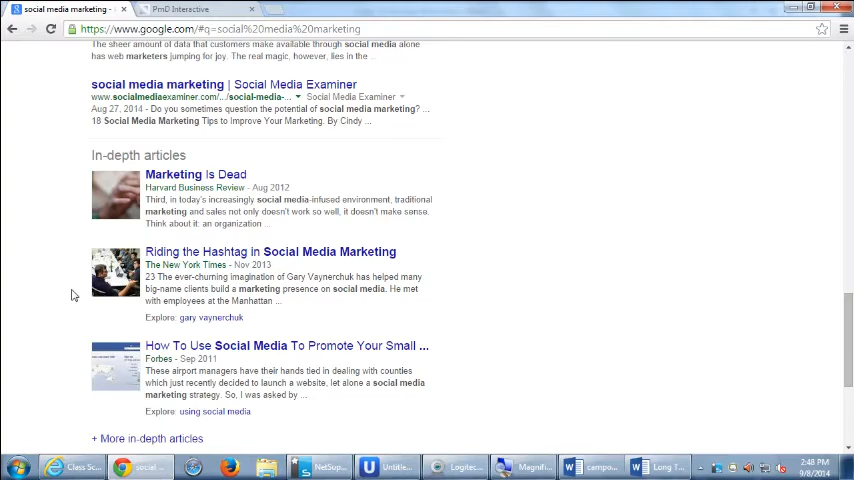 social media marketing -
PmD Interactive
https://www.google.com/#q=social%20media%20marketing
The sheer amount of data that customers make available through social media alone
has web marketers jumping for joy. The real magic, however, lies in the ...
social media marketing | Social Media Examiner
www.socialmediaexaminer.com/.../social-media-... Social Media Examiner
Aug 27, 2014 - Do you sometimes question the potential of social media marketing? ...
18 Social Media Marketing Tips to Improve Your Marketing. By Cindy ...
In-depth articles
Marketing Is Dead
Harvard Business Review - Aug 2012
Third, in today's increasingly social media-infused environment, traditional
marketing and sales not only doesn't work so well, it doesn't make sense.
Think about it: an organization ...
Riding the Hashtag in Social Media Marketing
The New York Times - Nov 2013
23 The ever-churning imagination of Gary Vaynerchuk has helped many
big-name clients build a marketing presence on social media. He met
with employees at the Manhattan ...
Explore: gary vaynerchuk
How To Use Social Media To Promote Your Small ...
Forbes - Sep 2011
These airport managers have their hands tied in dealing with counties
which just recently decided to launch a website, let alone a social media
marketing strategy. So, I was asked by ...
Explore: using social media
+ More in-depth articles
Class Sc...
social ...
NetSup...
Untitle...
Logitec...
Magnifi...
campo...
Long T...
2:48 PM
9/8/2014